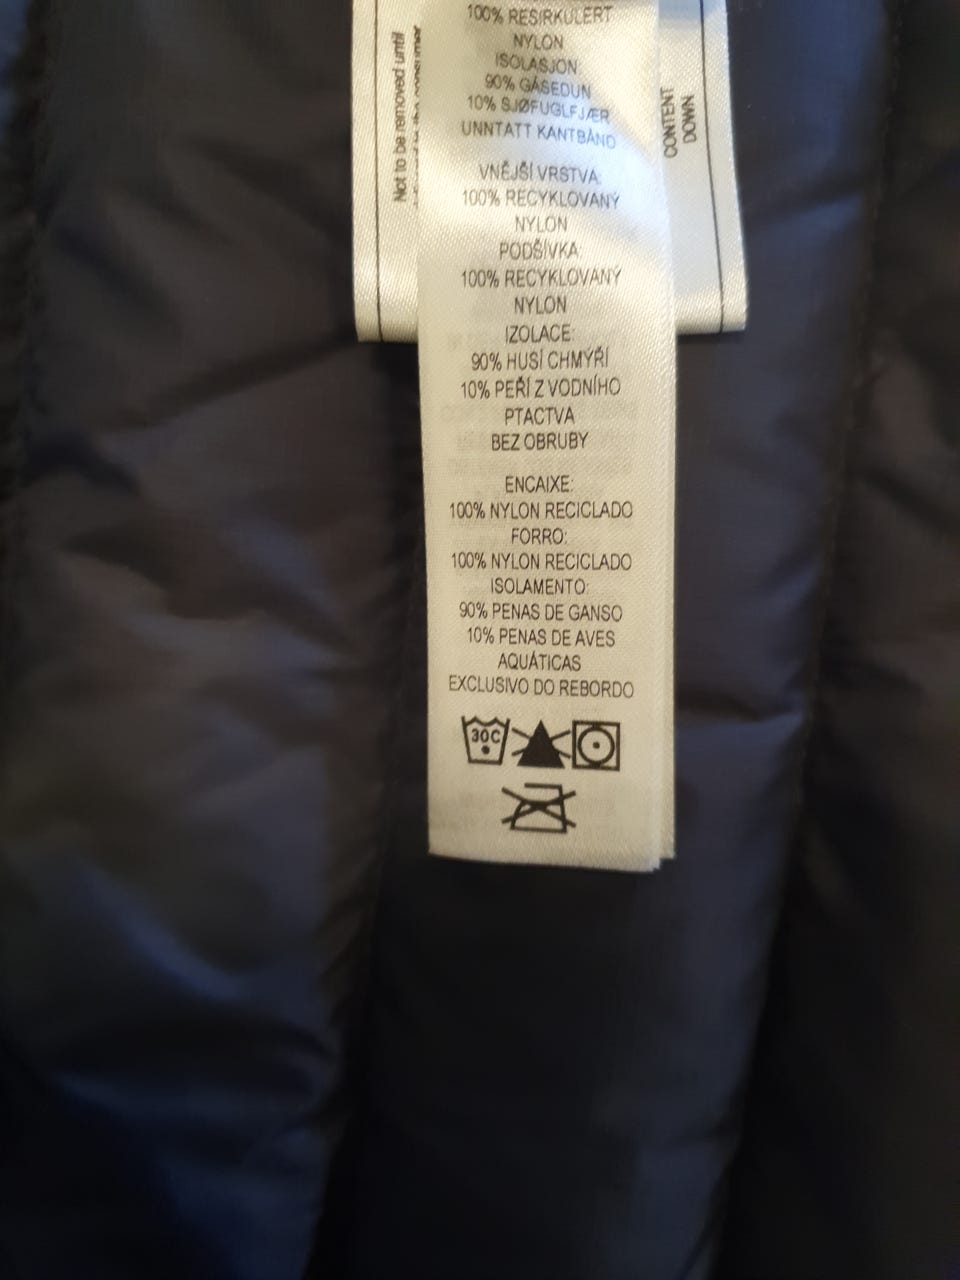 100% RESIRKULERT
NYLON
ISOLASJON:
90% GÅSEDUN
10% SJØFUGLFJÆR
UNNTATT KANTBÅND
VNĚJŠÍ VRSTVA:
100% RECYKLOVANÝ
NYLON
PODŠÍVKA:
100% RECYKLOVANÝ
NYLON
IZOLACE:
90% HUSÍ CHMÝŘÍ
10% PEŘÍ Z VODNÍHO
PTACTVA
BEZ OBRUBY
ENCAIXE:
100% NYLON RECICLADO
FORRO:
100% NYLON RECICLADO
ISOLAMENTO:
90% PENAS DE GANSO
10% PENAS DE AVES
AQUÁTICAS
EXCLUSIVO DO REBORDO
30C
Not to be removed until
CONTENT
DOWN